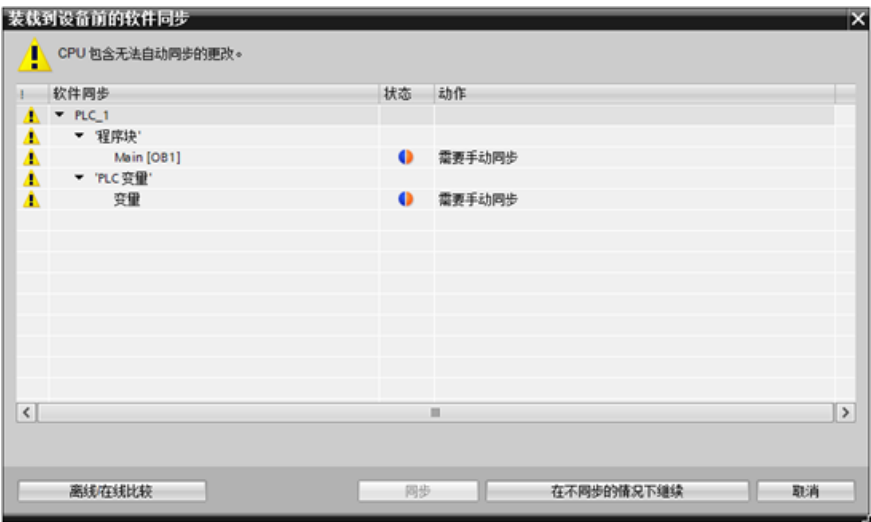 装载到设备前的软件同步
CPU 包含无法自动同步的更改。
! 软件同步 状态 动作
PLC_1
'程序块'
Main [OB1] 需要手动同步
'PLC 变量'
变量 需要手动同步
离线/在线比较 同步 在不同步的情况下继续 取消